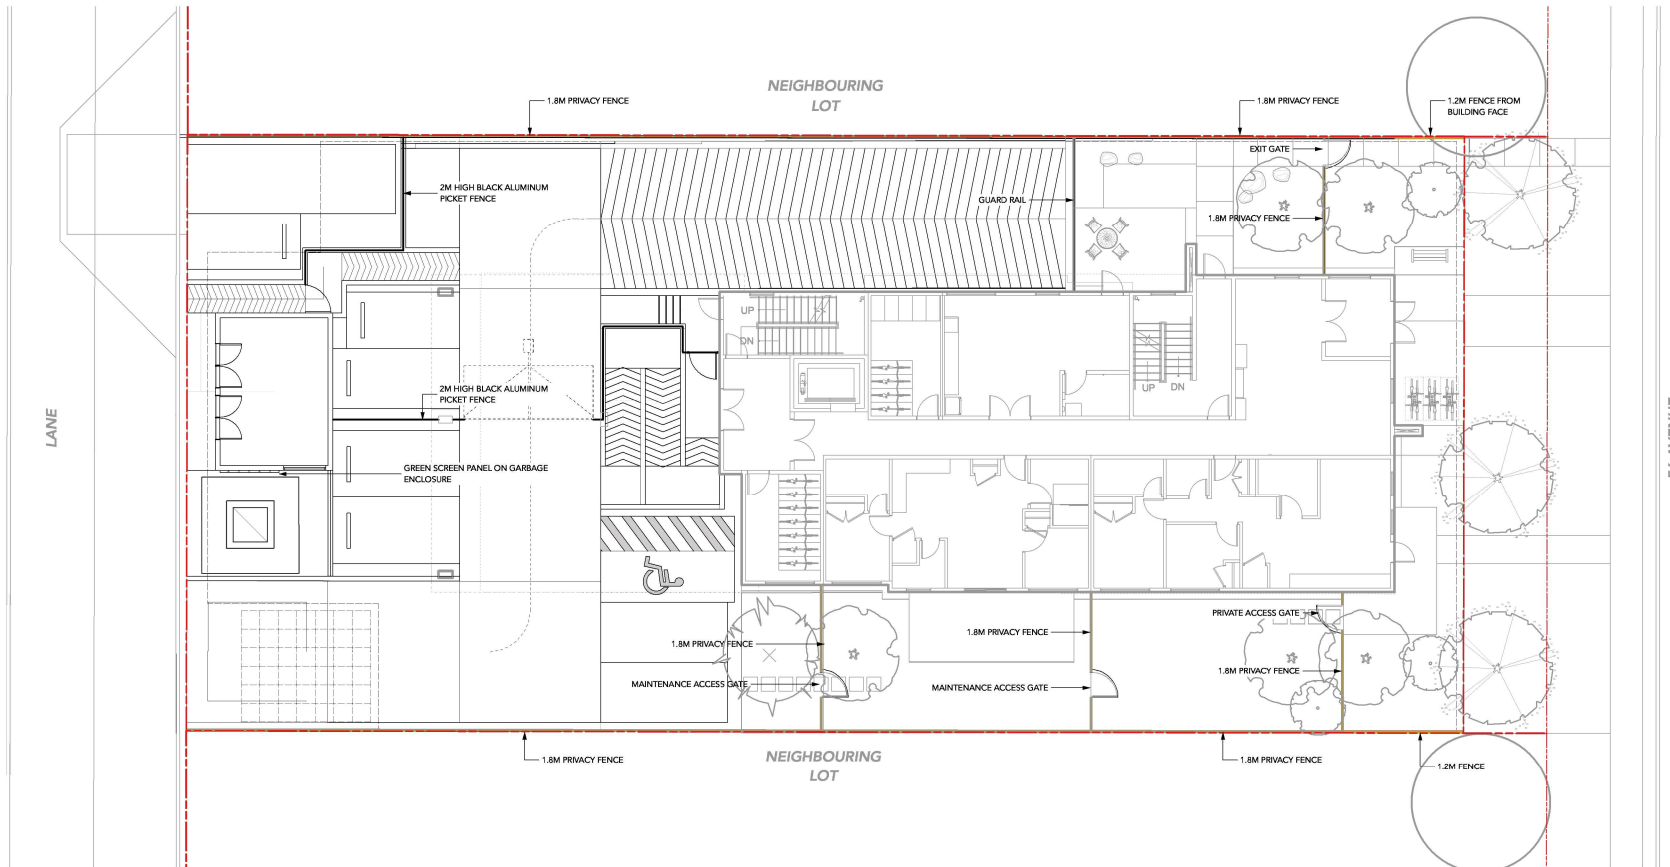 NEIGHBOURING
LOT
1.8M PRIVACY FENCE
1.8M PRIVACY FENCE
1.2M FENCE FROM
BUILDING FACE
EXIT GATE
2M HIGH BLACK ALUMINUM
PICKET FENCE
GUARD RAIL
1.8M PRIVACY FENCE
UP
DN
UP
DN
2M HIGH BLACK ALUMINUM
PICKET FENCE
LANE
GREEN SCREEN PANEL ON GARBAGE
ENCLOSURE
PRIVATE ACCESS GATE
1.8M PRIVACY FENCE
1.8M PRIVACY FENCE
1.8M PRIVACY FENCE
MAINTENANCE ACCESS GATE
MAINTENANCE ACCESS GATE
NEIGHBOURING
LOT
1.8M PRIVACY FENCE
1.8M PRIVACY FENCE
1.2M FENCE